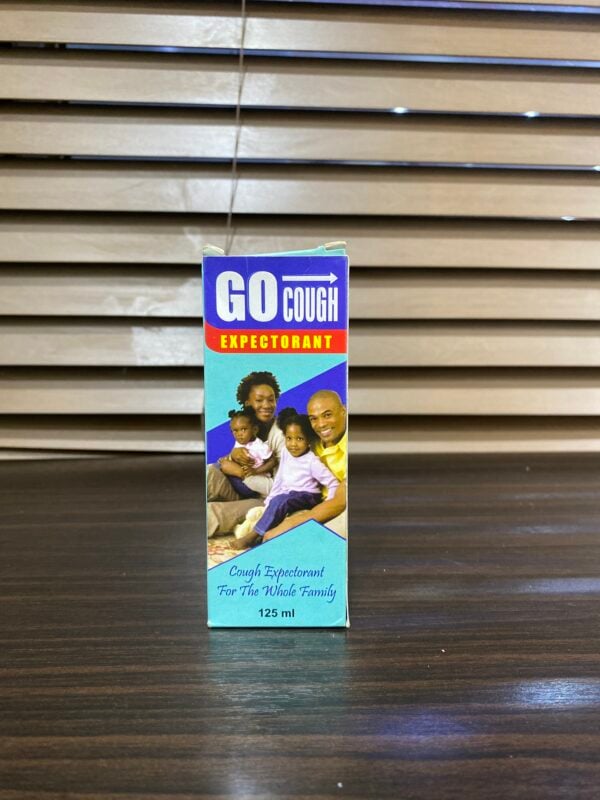 GO COUGH
EXPECTORANT
Cough Expectorant
For The Whole Family
125 ml